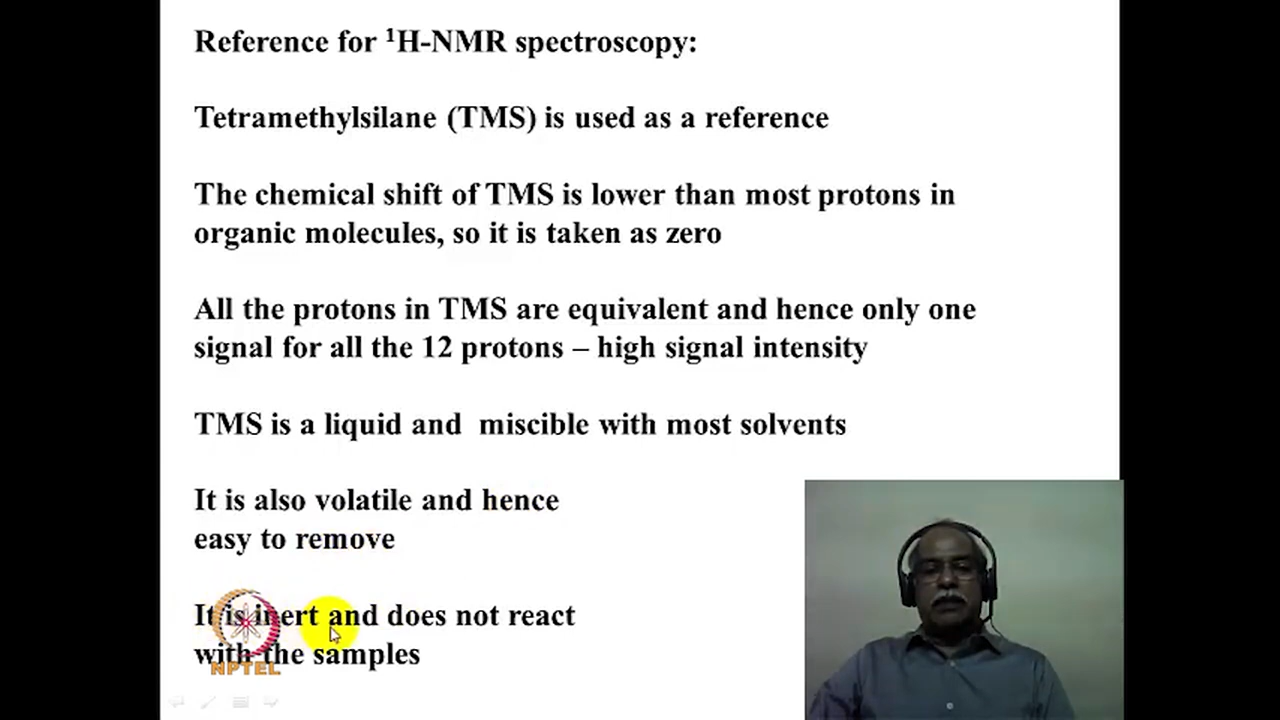 Reference for ¹H-NMR spectroscopy:
Tetramethylsilane (TMS) is used as a reference
The chemical shift of TMS is lower than most protons in
organic molecules, so it is taken as zero
All the protons in TMS are equivalent and hence only one
signal for all the 12 protons – high signal intensity
TMS is a liquid and  miscible with most solvents
It is also volatile and hence
easy to remove
It is inert and does not react
with the samples
NPTEL